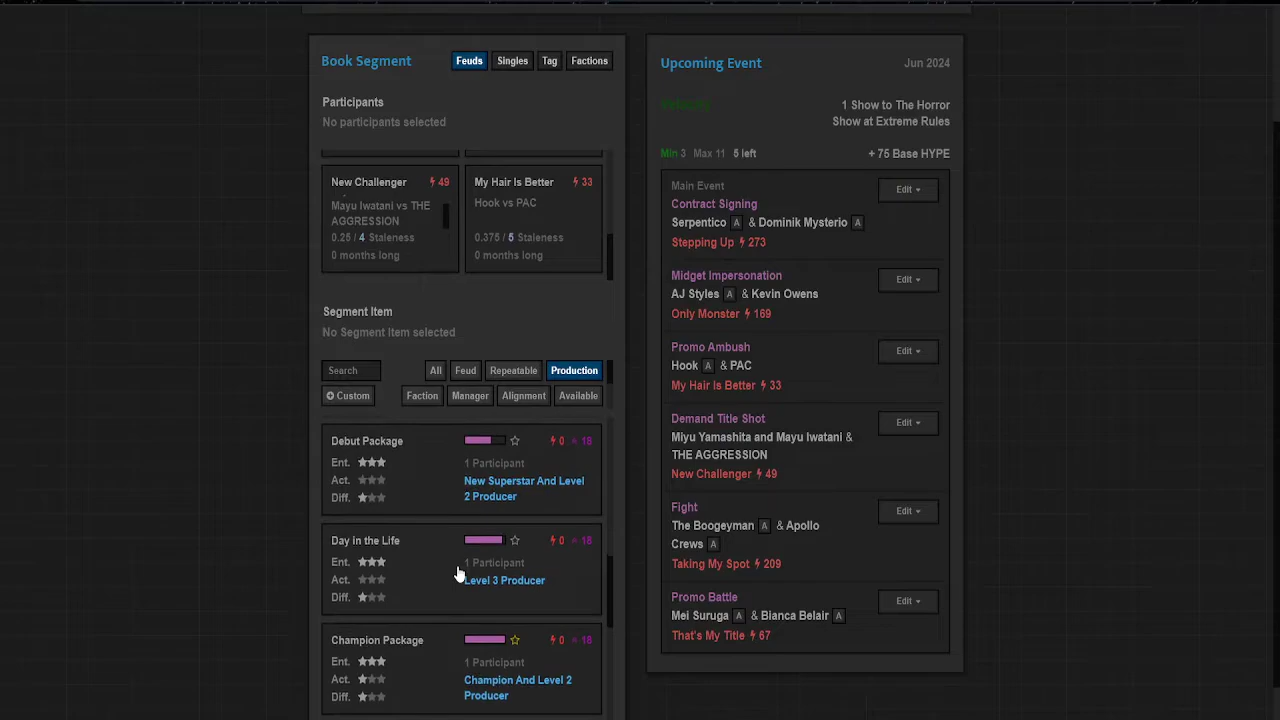 Book Segment
Feuds
Singles
Tag
Factions
Participants
No participants selected
New Challenger
49
Mayu Iwatani vs THE
AGGRESSION
0.25 / 4 Staleness
0 months long
My Hair Is Better
33
Hook vs PAC
0.375 / 5 Staleness
0 months long
Segment Item
No Segment Item selected
Search
All
Feud
Repeatable
Production
Custom
Faction
Manager
Alignment
Available
Debut Package
0
18
Ent.
Act.
Diff.
1 Participant
New Superstar And Level
2 Producer
Day in the Life
0
18
Ent.
Act.
Diff.
1 Participant
Level 3 Producer
Champion Package
0
18
Ent.
Act.
Diff.
1 Participant
Champion And Level 2
Producer
Upcoming Event
Jun 2024
1 Show to The Horror
Show at Extreme Rules
Min 3 Max 11 5 left
+ 75 Base HYPE
Main Event
Contract Signing
Serpentico A & Dominik Mysterio A
Stepping Up 273
Edit
Midget Impersonation
AJ Styles A & Kevin Owens
Only Monster 169
Edit
Promo Ambush
Hook A & PAC
My Hair Is Better 33
Edit
Demand Title Shot
Miyu Yamashita and Mayu Iwatani &
THE AGGRESSION
New Challenger 49
Edit
Fight
The Boogeyman A & Apollo
Crews A
Taking My Spot 209
Edit
Promo Battle
Mei Suruga A & Bianca Belair A
That's My Title 67
Edit